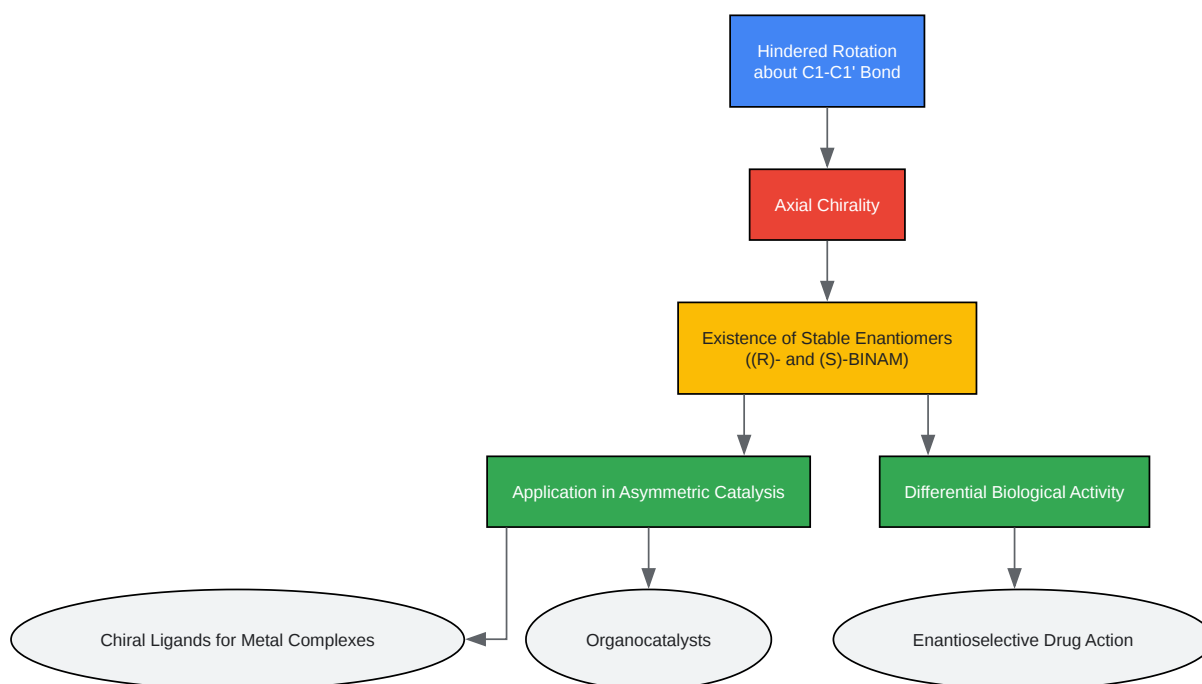 Hindered Rotation
about C1-C1' Bond
Axial Chirality
Existence of Stable Enantiomers
((R)- and (S)-BINAM)
Application in Asymmetric Catalysis
Differential Biological Activity
Chiral Ligands for Metal Complexes
Organocatalysts
Enantioselective Drug Action